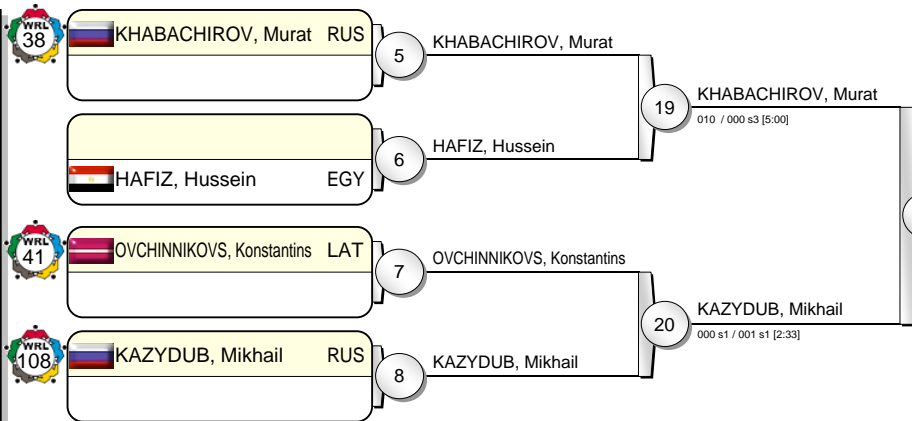 WRL
38
KHABACHIROV, Murat RUS
5
KHABACHIROV, Murat
19
KHABACHIROV, Murat
010 / 000 s3 [5:00]
6
HAFIZ, Hussein
HAFIZ, Hussein EGY
WRL
41
OVCHINNIKOVS, Konstantins LAT
7
OVCHINNIKOVS, Konstantins
20
KAZYDUB, Mikhail
000 s1 / 001 s1 [2:33]
WRL
108
KAZYDUB, Mikhail RUS
8
KAZYDUB, Mikhail